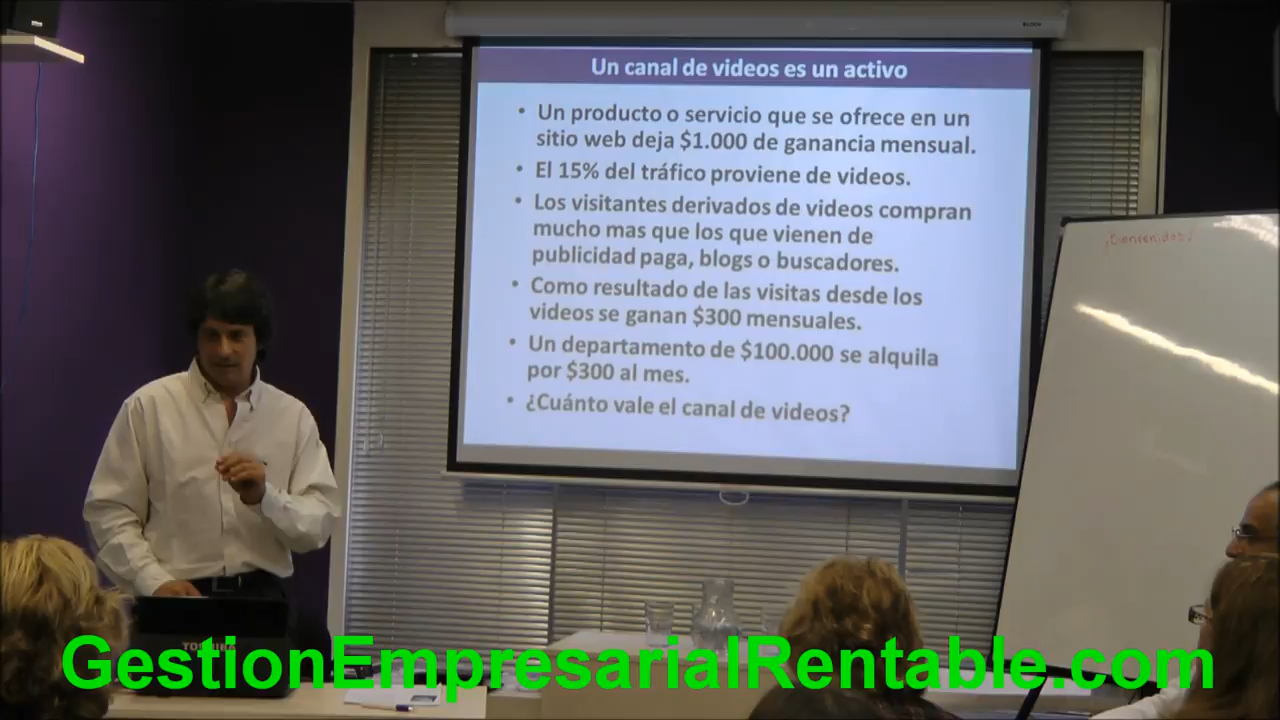 Un canal de videos es un activo
• Un producto o servicio que se ofrece en un
sitio web deja $1.000 de ganancia mensual.
• El 15% del tráfico proviene de videos.
• Los visitantes derivados de videos compran
mucho mas que los que vienen de
publicidad paga, blogs o buscadores.
• Como resultado de las visitas desde los
videos se ganan $300 mensuales.
• Un departamento de $100.000 se alquila
por $300 al mes.
• ¿Cuánto vale el canal de videos?
¡Bienvenidos!
TOSHIBA
GestionEmpresarialRentable.com